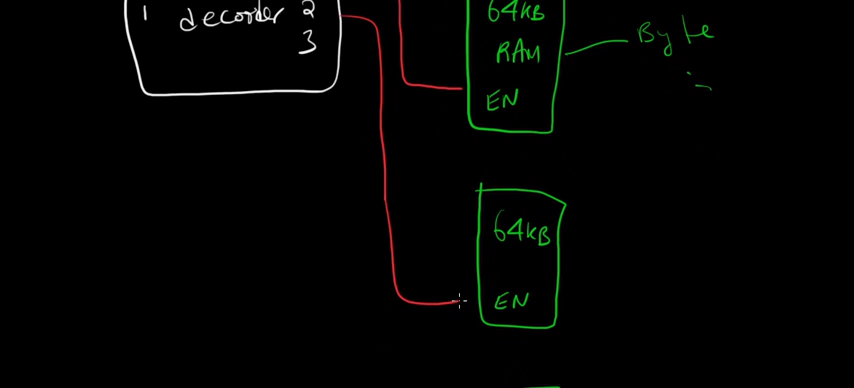 1 decoder 2
3
64KB
RAM
EN
Byte
64KB
EN